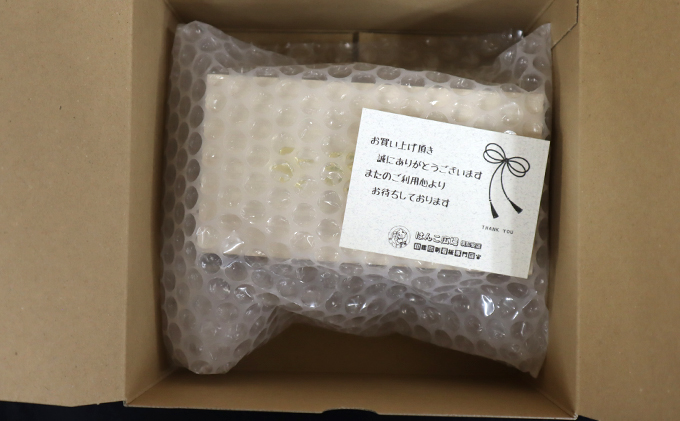 お買い上げ頂き
誠にありがとうございます
またのご利用心より
お待ちしております
THANK YOU
はんこ広場